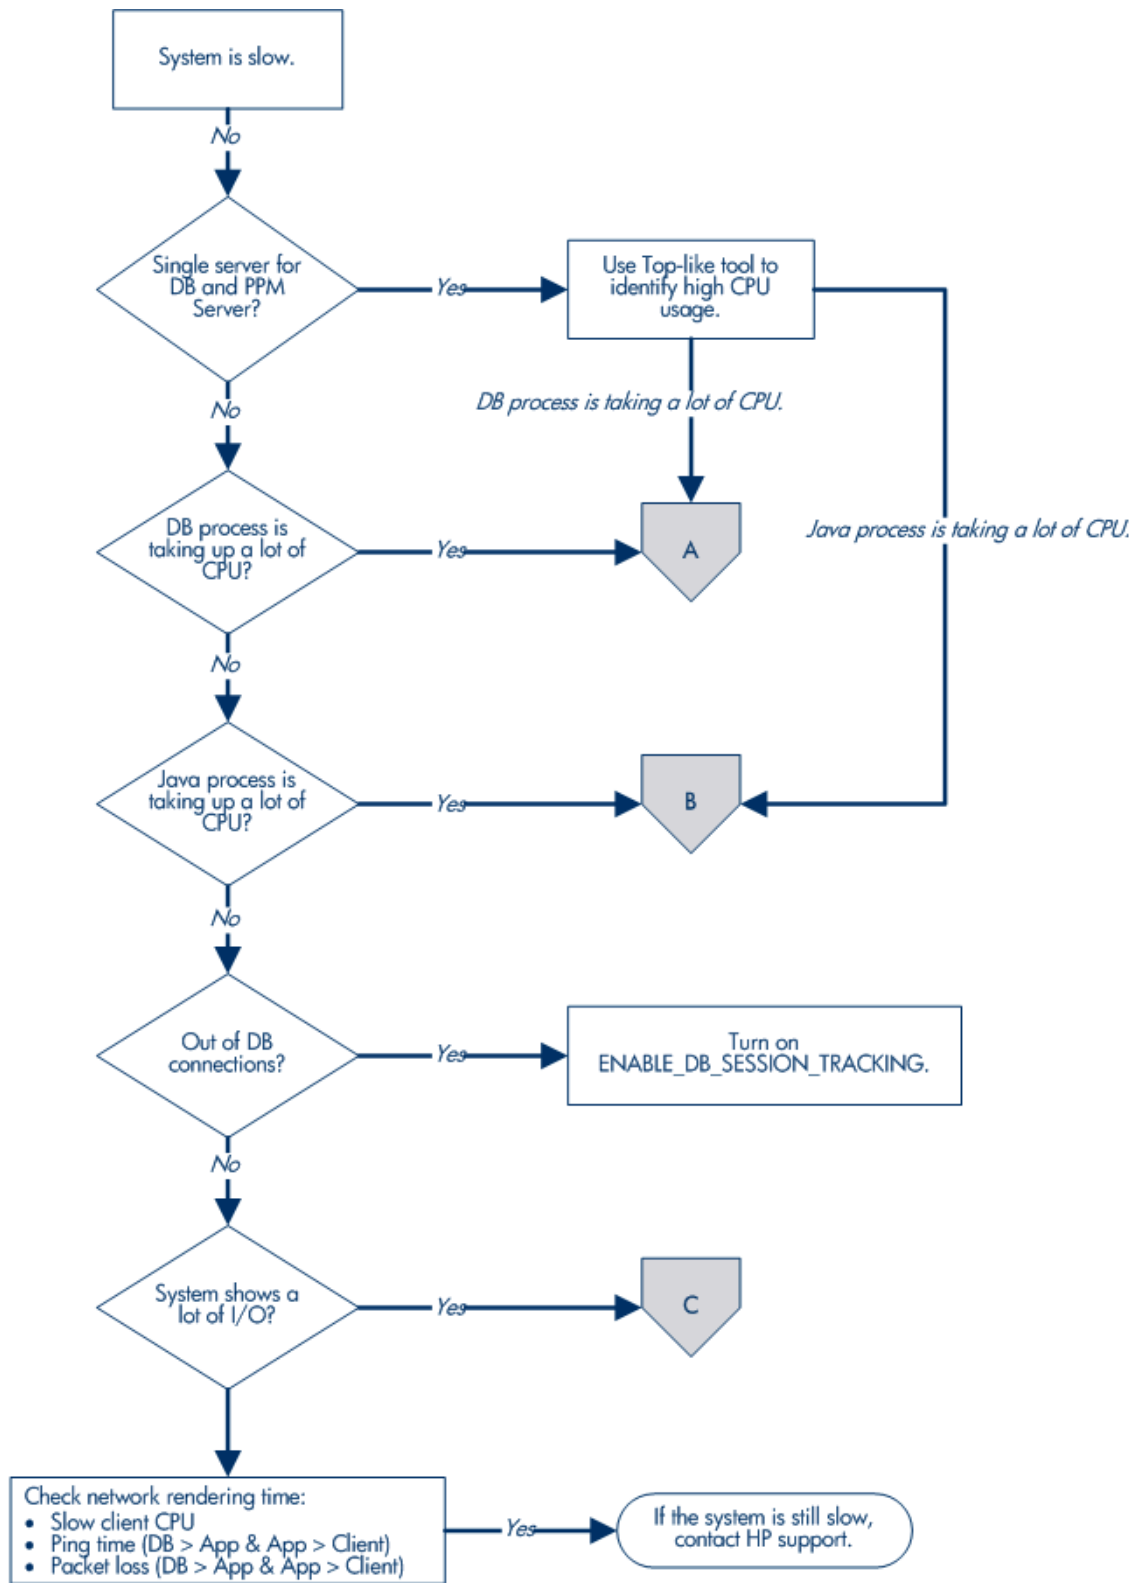 System is slow.
No
Single server for
DB and PPM
Server?
Yes
Use Top-like tool to
identify high CPU
usage.
DB process is taking a lot of CPU.
Java process is taking a lot of CPU.
No
DB process is
taking up a lot of
CPU?
Yes
A
No
Java process is
taking up a lot of
CPU?
Yes
B
No
Out of DB
connections?
Yes
Turn on
ENABLE_DB_SESSION_TRACKING.
No
System shows a
lot of I/O?
Yes
C
Check network rendering time:
• Slow client CPU
• Ping time (DB > App & App > Client)
• Packet loss (DB > App & App > Client)
Yes
If the system is still slow,
contact HP support.